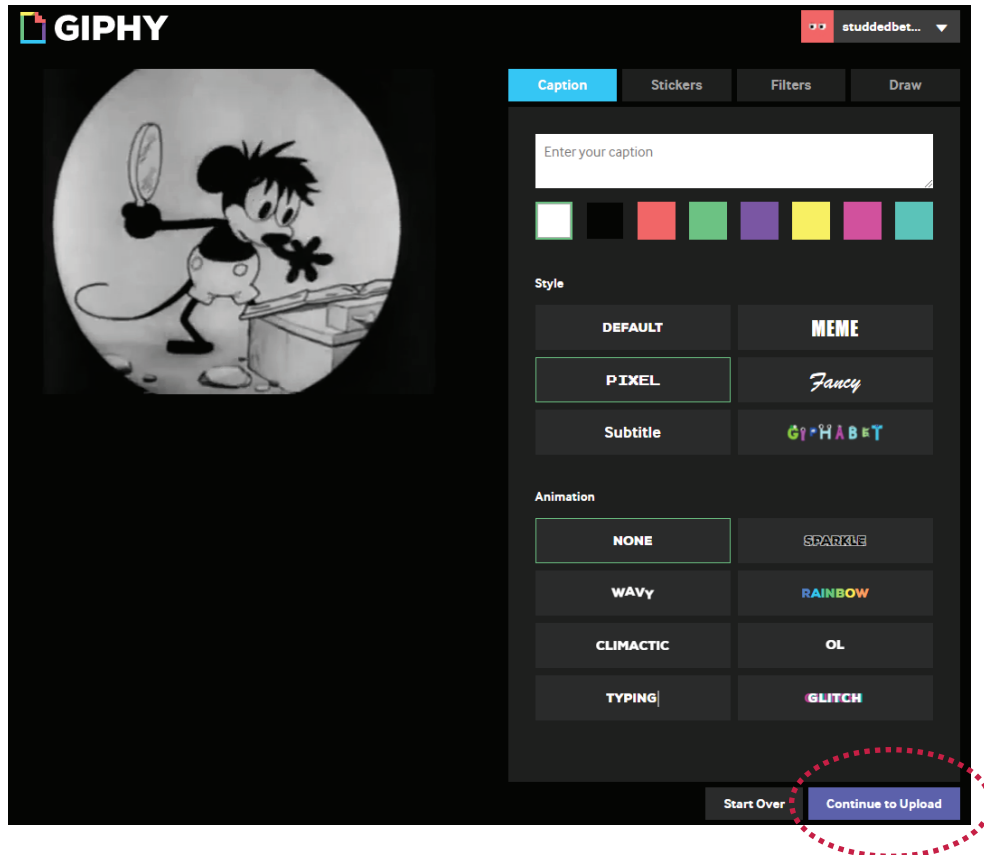 GIPHY
studdedbet...
Caption Stickers Filters Draw
Enter your caption
Style
DEFAULT MEME
PIXEL Fancy
Subtitle GIPHABET
Animation
NONE SPARKLE
WAVY RAINBOW
CLIMACTIC OL
TYPING GLITCH
Start Over Continue to Upload